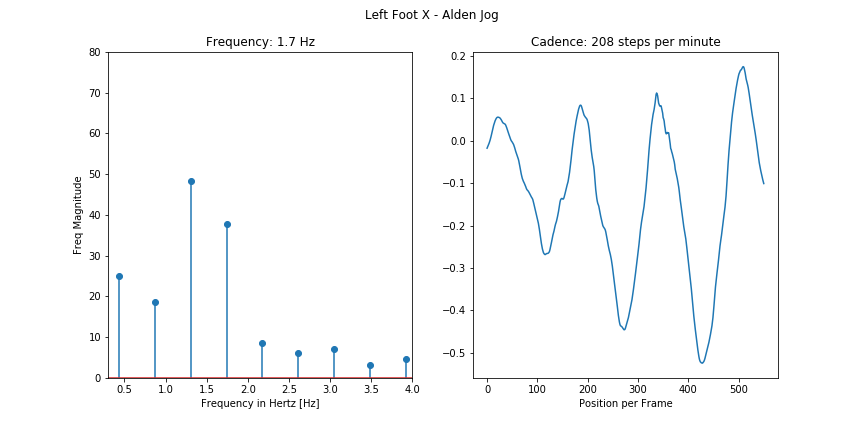 Left Foot X - Alden Jog
Frequency: 1.7 Hz
80
70
60
50
40
30
20
10
0
Freq Magnitude
0.5 1.0 1.5 2.0 2.5 3.0 3.5 4.0
Frequency in Hertz [Hz]
Cadence: 208 steps per minute
0.2
0.1
0.0
−0.1
−0.2
−0.3
−0.4
−0.5
0 100 200 300 400 500
Position per Frame